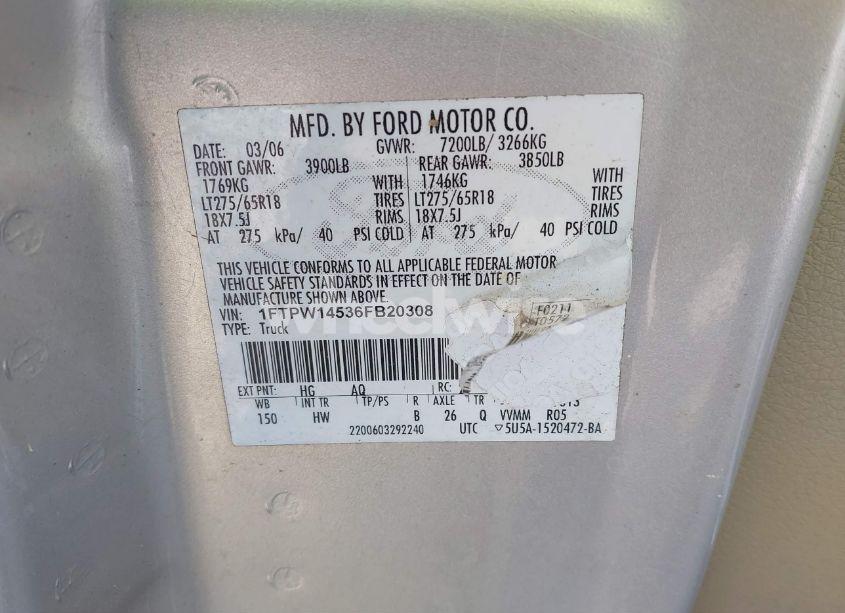 MFD. BY FORD MOTOR CO.
DATE: 03/06 GVWR: 7200LB/ 3266KG
FRONT GAWR: 3900LB REAR GAWR: 3850LB
1769KG WITH 1746KG WITH
LT275/65R18 TIRES LT275/65R18 TIRES
18X7.5J RIMS 18X7.5J RIMS
AT 275 kPa/ 40 PSI COLD AT 275 kPa/ 40 PSI COLD
THIS VEHICLE CONFORMS TO ALL APPLICABLE FEDERAL MOTOR
VEHICLE SAFETY STANDARDS IN EFFECT ON THE DATE OF
MANUFACTURE SHOWN ABOVE.
VIN: 1FTPW14536FB20308
F0211
TYPE: Truck
EXT PNT: HG AQ RC:
WB INT TR TP/PS R AXLE TR
150 HW B 26 Q VVMM R05
2200603292240 UTC ▽5U5A-1520472-BA
wheelwise